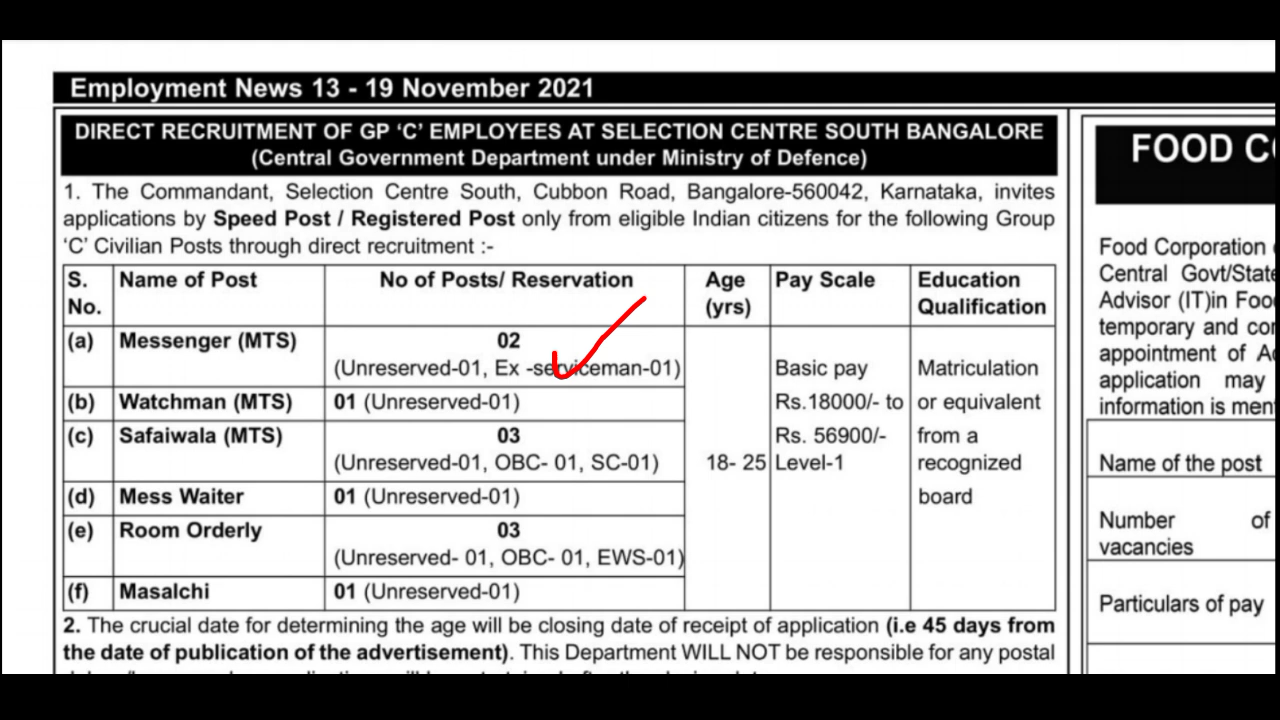 Employment News 13 - 19 November 2021
DIRECT RECRUITMENT OF GP ‘C’ EMPLOYEES AT SELECTION CENTRE SOUTH BANGALORE
(Central Government Department under Ministry of Defence)
1. The Commandant, Selection Centre South, Cubbon Road, Bangalore-560042, Karnataka, invites
applications by Speed Post / Registered Post only from eligible Indian citizens for the following Group
‘C’ Civilian Posts through direct recruitment :-
S. No. Name of Post No of Posts/ Reservation Age (yrs) Pay Scale Education Qualification
(a) Messenger (MTS) 02
(Unreserved-01, Ex -serviceman-01)
(b) Watchman (MTS) 01 (Unreserved-01)
(c) Safaiwala (MTS) 03
(Unreserved-01, OBC- 01, SC-01)
(d) Mess Waiter 01 (Unreserved-01)
(e) Room Orderly 03
(Unreserved- 01, OBC- 01, EWS-01)
(f) Masalchi 01 (Unreserved-01)
18- 25
Basic pay
Rs.18000/- to
Rs. 56900/-
Level-1
Matriculation
or equivalent
from a
recognized
board
2. The crucial date for determining the age will be closing date of receipt of application (i.e 45 days from
the date of publication of the advertisement). This Department WILL NOT be responsible for any postal
FOOD C
Food Corporation
Central Govt/State
Advisor (IT)in Foo
temporary and co
appointment of A
application may
information is men
Name of the post
Number of
vacancies
Particulars of pay